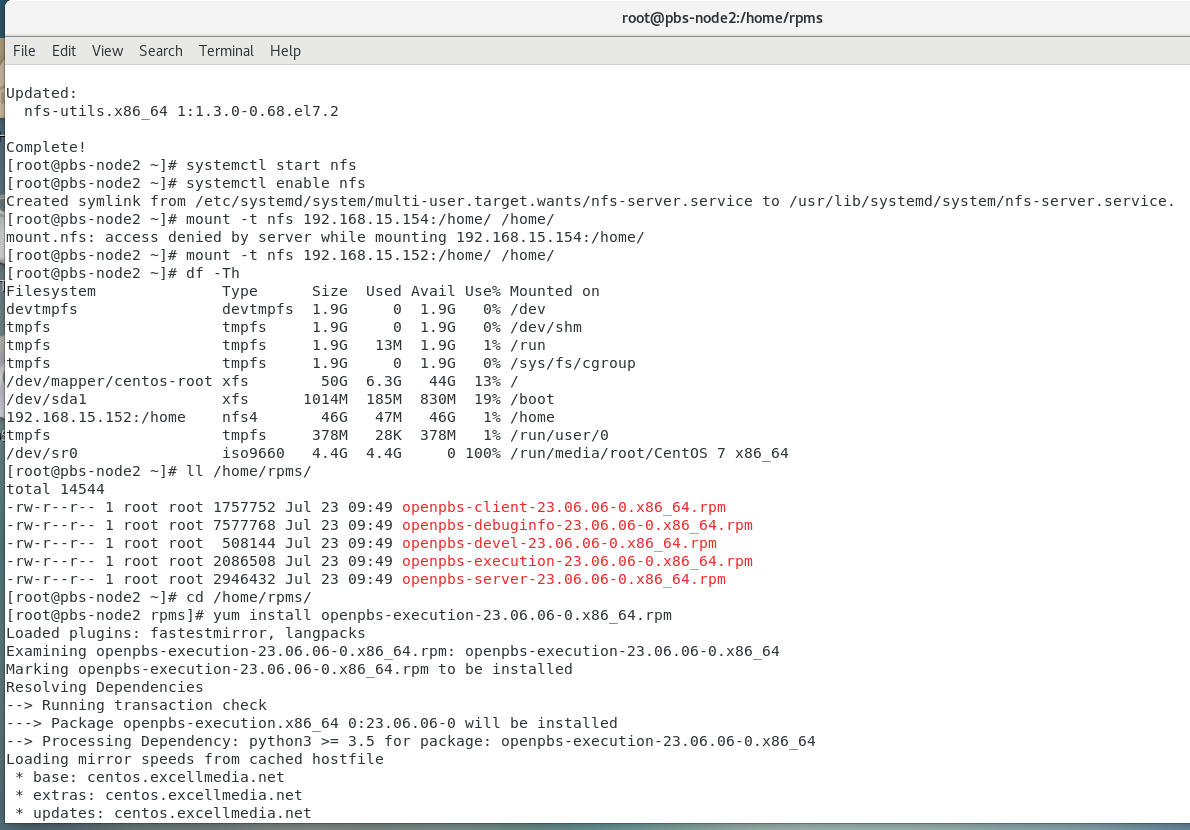 root@pbs-node2:/home/rpms
File Edit View Search Terminal Help
Updated:
  nfs-utils.x86_64 1:1.3.0-0.68.el7.2
Complete!
[root@pbs-node2 ~]# systemctl start nfs
[root@pbs-node2 ~]# systemctl enable nfs
Created symlink from /etc/systemd/system/multi-user.target.wants/nfs-server.service to /usr/lib/systemd/system/nfs-server.service.
[root@pbs-node2 ~]# mount -t nfs 192.168.15.154:/home/ /home/
mount.nfs: access denied by server while mounting 192.168.15.154:/home/
[root@pbs-node2 ~]# mount -t nfs 192.168.15.152:/home/ /home/
[root@pbs-node2 ~]# df -Th
Filesystem              Type      Size  Used Avail Use% Mounted on
devtmpfs                devtmpfs  1.9G     0  1.9G   0% /dev
tmpfs                   tmpfs     1.9G     0  1.9G   0% /dev/shm
tmpfs                   tmpfs     1.9G   13M  1.9G   1% /run
tmpfs                   tmpfs     1.9G     0  1.9G   0% /sys/fs/cgroup
/dev/mapper/centos-root xfs        50G  6.3G   44G  13% /
/dev/sda1               xfs      1014M  185M  830M  19% /boot
192.168.15.152:/home    nfs4       46G   47M   46G   1% /home
tmpfs                   tmpfs     378M   28K  378M   1% /run/user/0
/dev/sr0                iso9660   4.4G  4.4G     0 100% /run/media/root/CentOS 7 x86_64
[root@pbs-node2 ~]# ll /home/rpms/
total 14544
-rw-r--r-- 1 root root 1757752 Jul 23 09:49 openpbs-client-23.06.06-0.x86_64.rpm
-rw-r--r-- 1 root root 7577768 Jul 23 09:49 openpbs-debuginfo-23.06.06-0.x86_64.rpm
-rw-r--r-- 1 root root  508144 Jul 23 09:49 openpbs-devel-23.06.06-0.x86_64.rpm
-rw-r--r-- 1 root root 2086508 Jul 23 09:49 openpbs-execution-23.06.06-0.x86_64.rpm
-rw-r--r-- 1 root root 2946432 Jul 23 09:49 openpbs-server-23.06.06-0.x86_64.rpm
[root@pbs-node2 ~]# cd /home/rpms/
[root@pbs-node2 rpms]# yum install openpbs-execution-23.06.06-0.x86_64.rpm
Loaded plugins: fastestmirror, langpacks
Examining openpbs-execution-23.06.06-0.x86_64.rpm: openpbs-execution-23.06.06-0.x86_64
Marking openpbs-execution-23.06.06-0.x86_64.rpm to be installed
Resolving Dependencies
--> Running transaction check
---> Package openpbs-execution.x86_64 0:23.06.06-0 will be installed
--> Processing Dependency: python3 >= 3.5 for package: openpbs-execution-23.06.06-0.x86_64
Loading mirror speeds from cached hostfile
 * base: centos.excellmedia.net
 * extras: centos.excellmedia.net
 * updates: centos.excellmedia.net